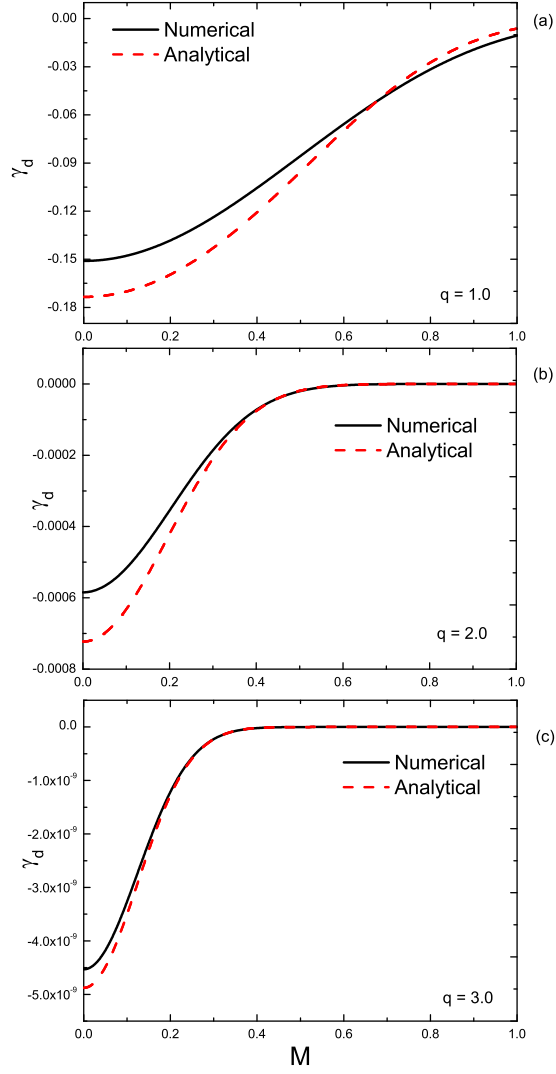 (a)
0.00
Numerical
Analytical
-0.03
-0.06
-0.09
γd
-0.12
-0.15
-0.18
q = 1.0
0.0 0.2 0.4 0.6 0.8 1.0
(b)
0.0000
Numerical
Analytical
-0.0002
γd
-0.0004
-0.0006
q = 2.0
-0.0008
0.0 0.2 0.4 0.6 0.8 1.0
(c)
0.0
Numerical
Analytical
-1.0x10⁻⁹
-2.0x10⁻⁹
γd
-3.0x10⁻⁹
-4.0x10⁻⁹
-5.0x10⁻⁹
q = 3.0
0.0 0.2 0.4 0.6 0.8 1.0
M